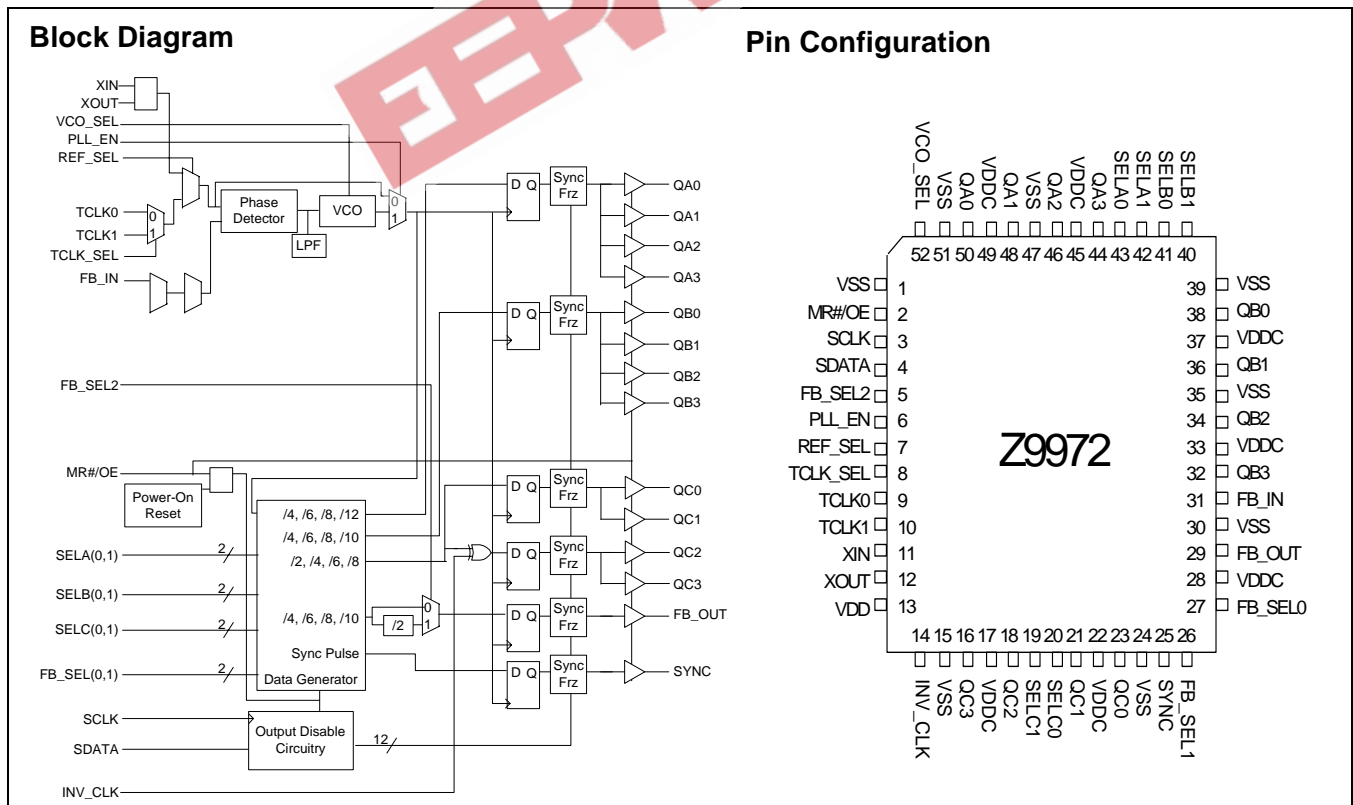 Block Diagram
Pin Configuration
XIN
XOUT
VCO_SEL
PLL_EN
REF_SEL
TCLK0
TCLK1
TCLK_SEL
FB_IN
0
1
Phase
Detector
LPF
VCO
0
1
D Q
Sync
Frz
QA0
QA1
QA2
QA3
D Q
Sync
Frz
QB0
QB1
QB2
QB3
FB_SEL2
MR#/OE
Power-On
Reset
SELA(0,1)
2
SELB(0,1)
2
SELC(0,1)
2
FB_SEL(0,1)
2
/4, /6, /8, /12
/4, /6, /8, /10
/2, /4, /6, /8
/4, /6, /8, /10
/2
0
1
Sync Pulse
Data Generator
D Q
Sync
Frz
QC0
QC1
D Q
Sync
Frz
QC2
QC3
D Q
Sync
Frz
FB_OUT
D Q
Sync
Frz
SYNC
SCLK
SDATA
Output Disable
Circuitry
12
INV_CLK
VCO_SEL
VSS
QA0
VDDC
QA1
VSS
QA2
VDDC
QA3
SELA0
SELA1
SELB0
SELB1
52 51 50 49 48 47 46 45 44 43 42 41 40
VSS 1
MR#/OE 2
SCLK 3
SDATA 4
FB_SEL2 5
PLL_EN 6
REF_SEL 7
TCLK_SEL 8
TCLK0 9
TCLK1 10
XIN 11
XOUT 12
VDD 13
Z9972
39 VSS
38 QB0
37 VDDC
36 QB1
35 VSS
34 QB2
33 VDDC
32 QB3
31 FB_IN
30 VSS
29 FB_OUT
28 VDDC
27 FB_SEL0
14 15 16 17 18 19 20 21 22 23 24 25 26
INV_CLK
VSS
QC3
VDDC
QC2
SELC1
SELC0
QC1
VDDC
QC0
VSS
SYNC
FB_SEL1